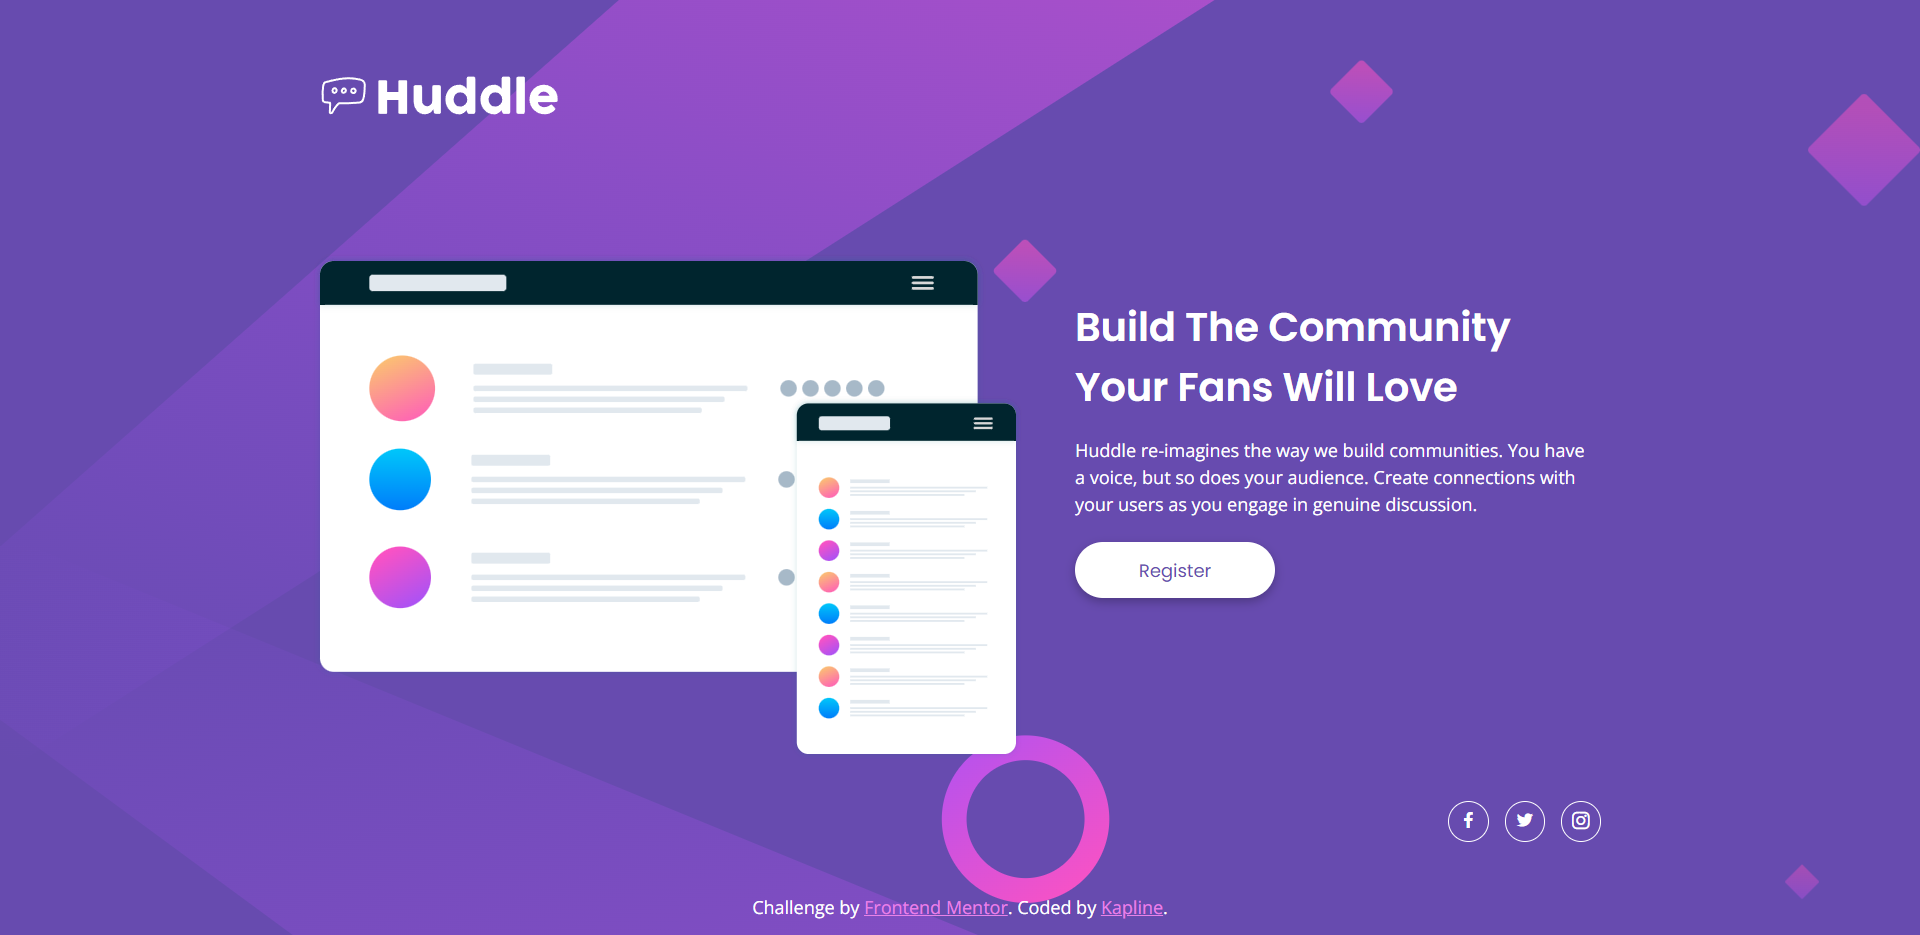 Huddle
Build The Community
Your Fans Will Love
Huddle re-imagines the way we build communities. You have
a voice, but so does your audience. Create connections with
your users as you engage in genuine discussion.
Register
Challenge by Frontend Mentor. Coded by Kapline.